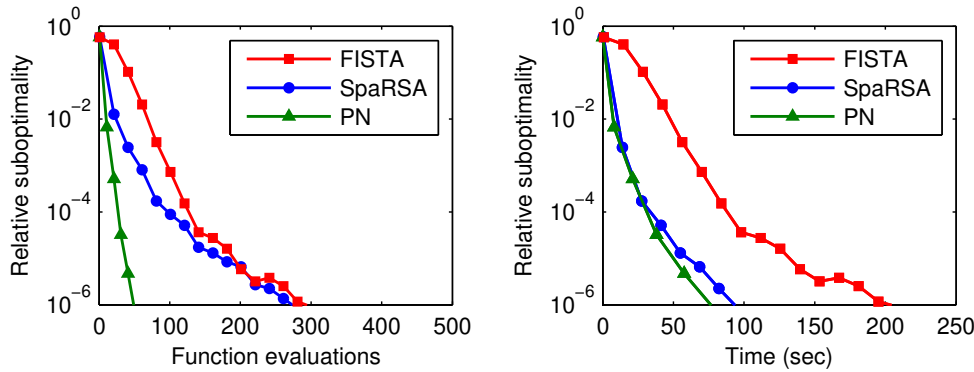 10^0
10^-2
10^-4
10^-6
Relative suboptimality
FISTA
SpaRSA
PN
0 100 200 300 400 500
Function evaluations
10^0
10^-2
10^-4
10^-6
Relative suboptimality
FISTA
SpaRSA
PN
0 50 100 150 200 250
Time (sec)